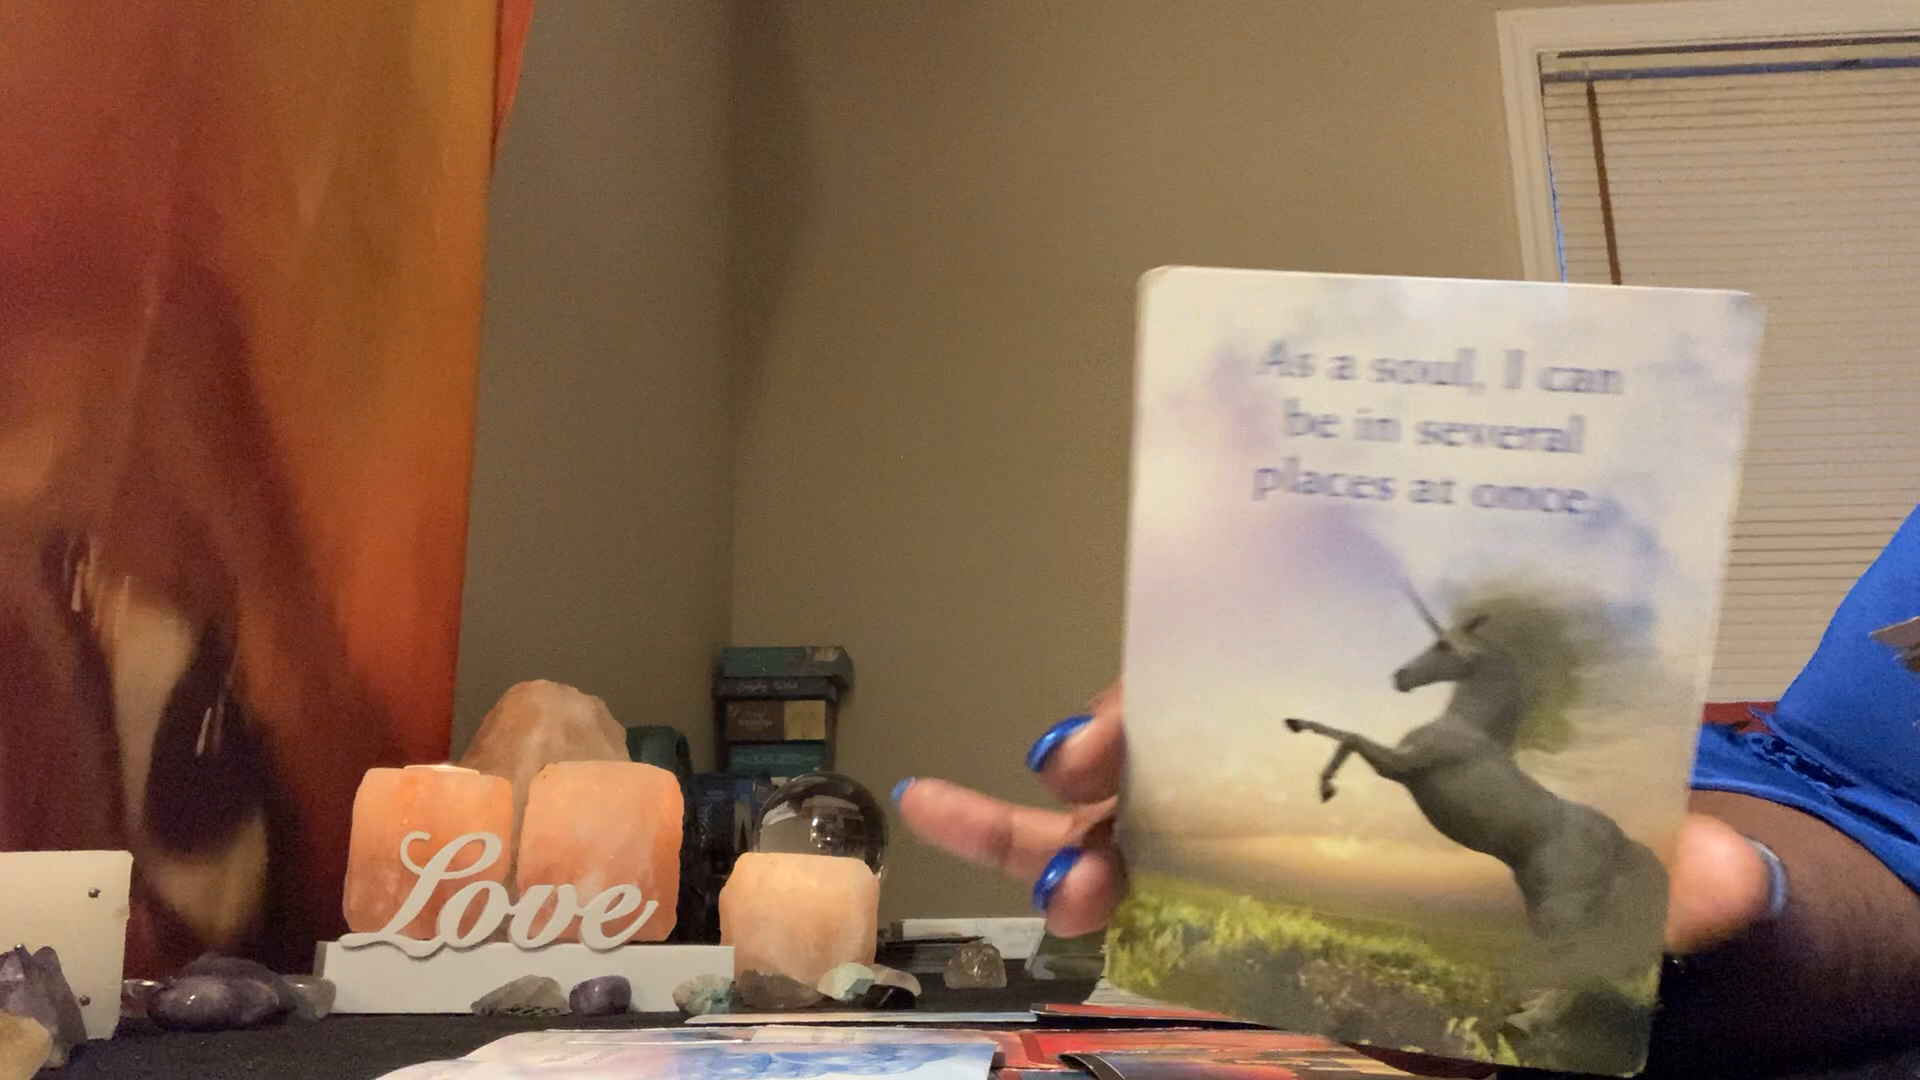 As a soul, I can
be in several
places at once.
Love